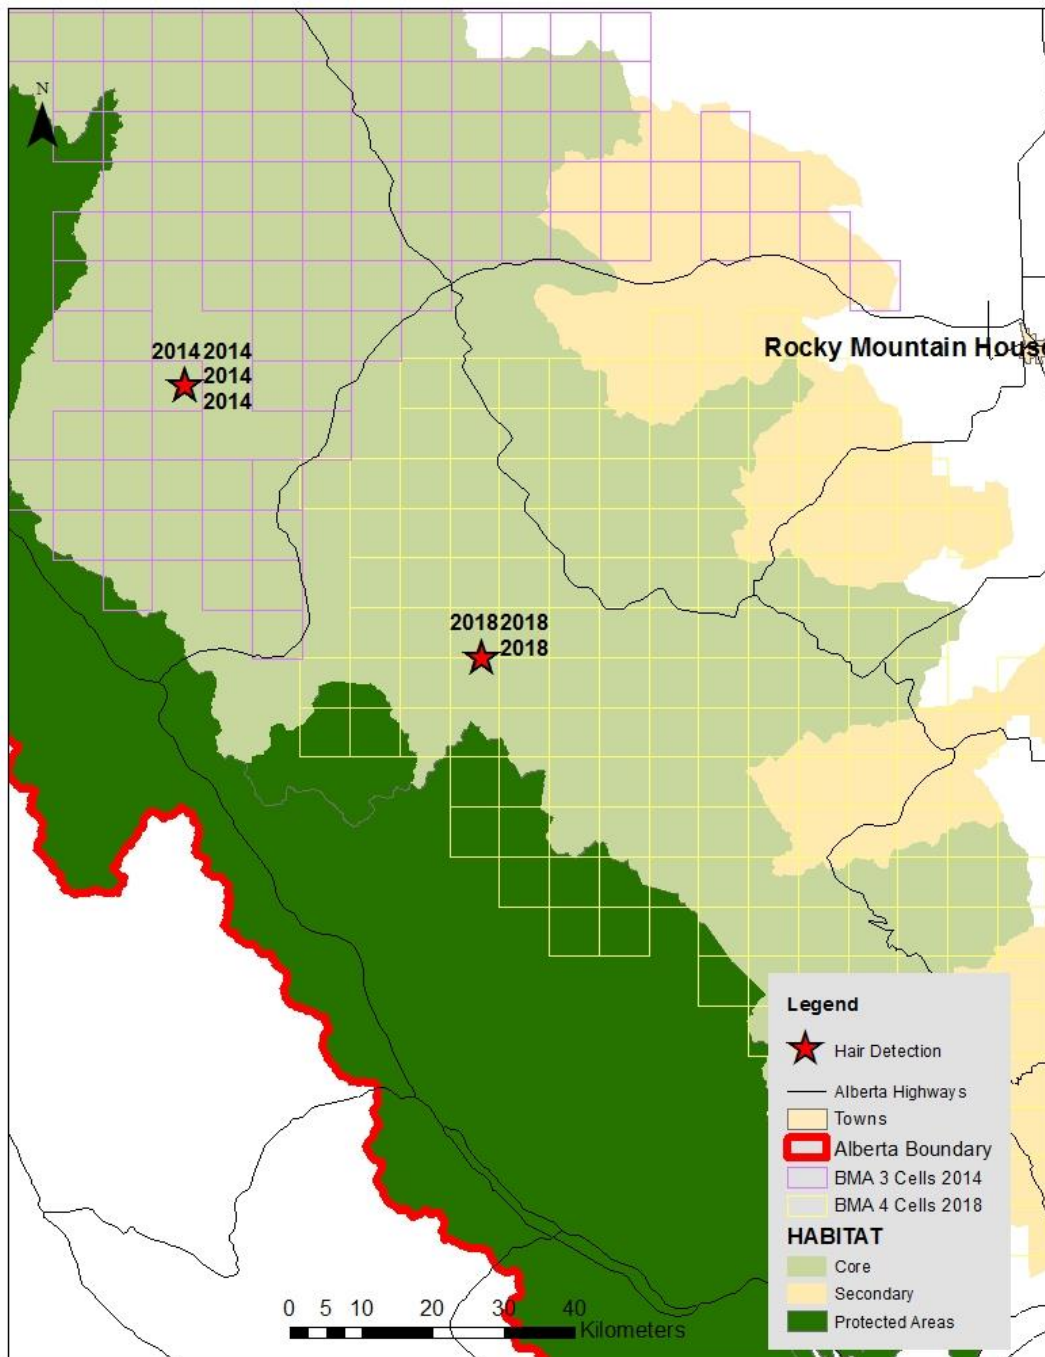 N
Rocky Mountain House
2014 2014
2014
2014
2018 2018
2018
Legend
Hair Detection
Alberta Highways
Towns
Alberta Boundary
BMA 3 Cells 2014
BMA 4 Cells 2018
HABITAT
Core
Secondary
Protected Areas
0 5 10 20 30 40
Kilometers